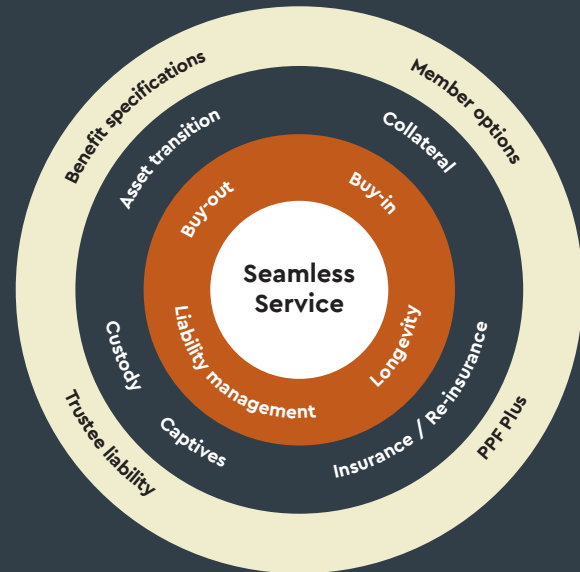 Benefit specifications
Member options
Asset transition
Collateral
Buy-out
Buy-in
Seamless
Service
Liability management
Longevity
Custody
Captives
Insurance / Re-insurance
Trustee liability
PPF Plus